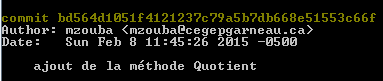 commit bd564d1051f4121237c79a5b7db668e51553c66f
Author: mzouba <mzouba@cegepgarneau.ca>
Date:   Sun Feb 8 11:45:26 2015 -0500
    ajout de la méthode Quotient